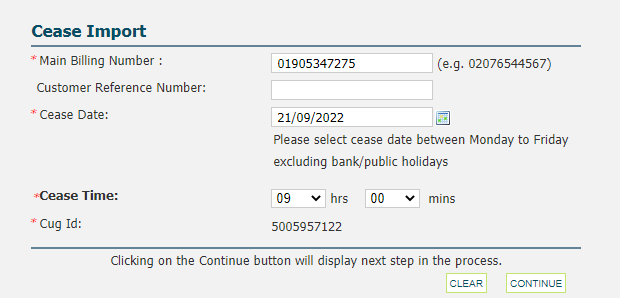 Cease Import
* Main Billing Number : 01905347275 (e.g. 02076544567)
Customer Reference Number:
* Cease Date: 21/09/2022
Please select cease date between Monday to Friday
excluding bank/public holidays
*Cease Time: 09 hrs 00 mins
* Cug Id: 5005957122
Clicking on the Continue button will display next step in the process.
CLEAR CONTINUE